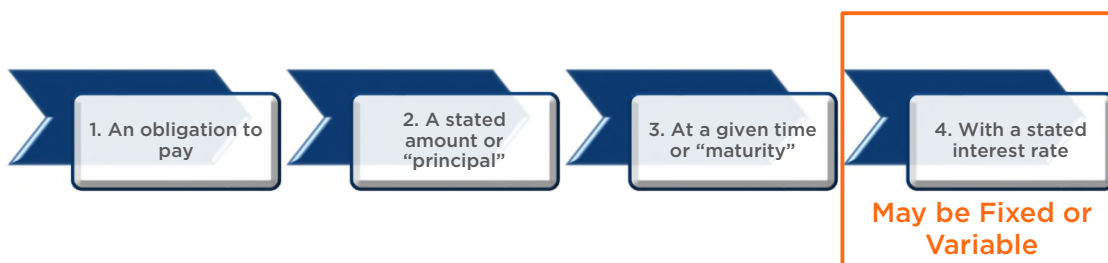 1. An obligation to
pay
2. A stated
amount or
“principal”
3. At a given time
or “maturity”
4. With a stated
interest rate
May be Fixed or
Variable